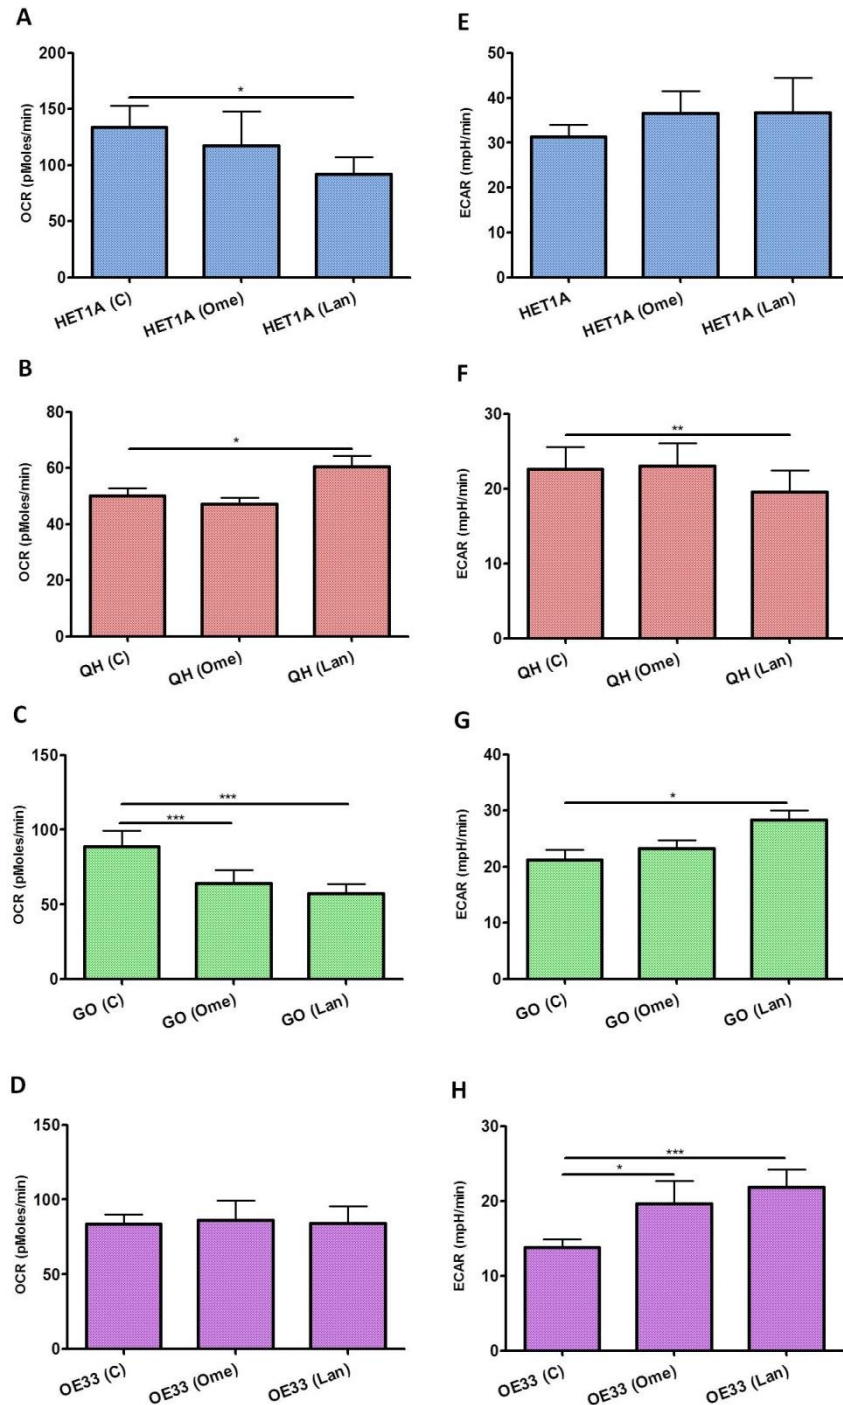 A
OCR (pMoles/min)
200
150
100
50
0
*
HET1A (C)
HET1A (Ome)
HET1A (Lan)
E
ECAR (mpH/min)
50
40
30
20
10
0
HET1A
HET1A (Ome)
HET1A (Lan)
B
OCR (pMoles/min)
80
60
40
20
0
*
QH (C)
QH (Ome)
QH (Lan)
F
ECAR (mpH/min)
30
20
10
0
**
QH (C)
QH (Ome)
QH (Lan)
C
OCR (pMoles/min)
150
100
50
0
***
***
GO (C)
GO (Ome)
GO (Lan)
G
ECAR (mpH/min)
40
30
20
10
0
*
GO (C)
GO (Ome)
GO (Lan)
D
OCR (pMoles/min)
150
100
50
0
OE33 (C)
OE33 (Ome)
OE33 (Lan)
H
ECAR (mpH/min)
30
20
10
0
***
*
OE33 (C)
OE33 (Ome)
OE33 (Lan)